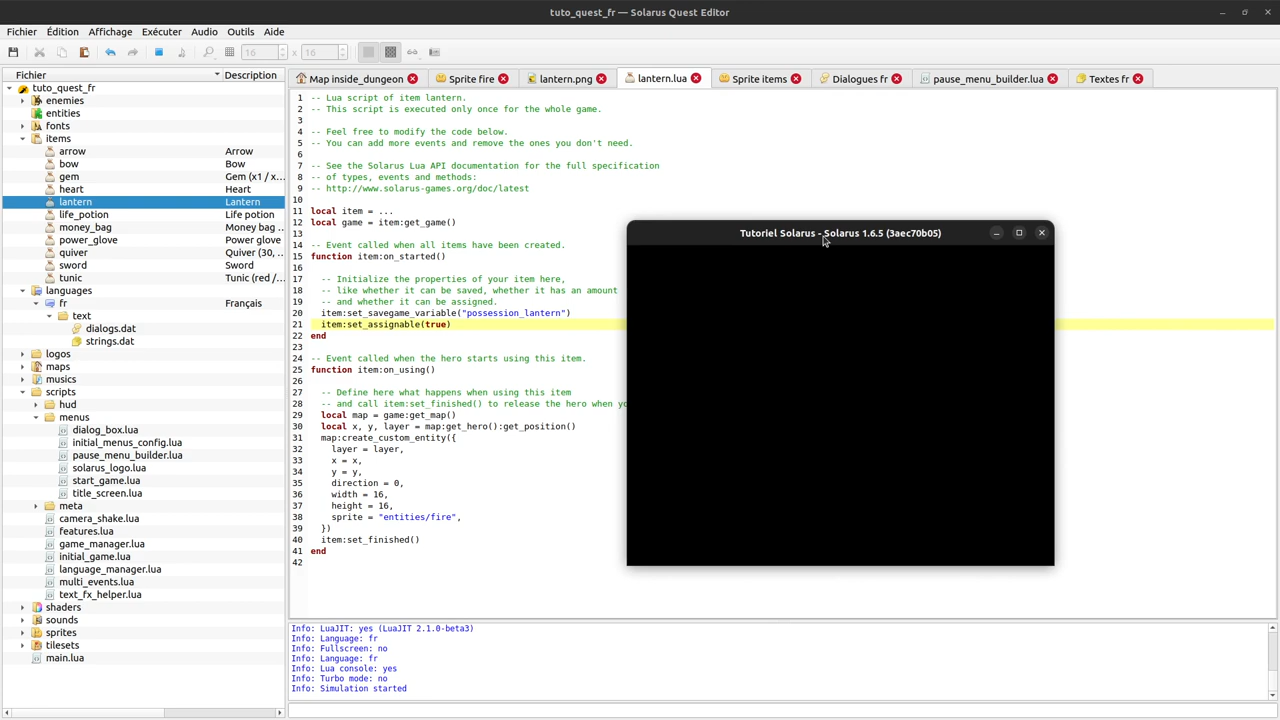 tuto_quest_fr — Solarus Quest Editor
Fichier Édition Affichage Exécuter Audio Outils Aide
16 x 16
Fichier Description
tuto_quest_fr
enemies
entities
fonts
items
arrow Arrow
bow Bow
gem Gem (x1 / x...
heart Heart
lantern Lantern
life_potion Life potion
money_bag Money bag ...
power_glove Power glove
quiver Quiver (30, ...
sword Sword
tunic Tunic (red /...
languages
fr Français
text
dialogs.dat
strings.dat
logos
maps
musics
scripts
hud
menus
dialog_box.lua
initial_menus_config.lua
pause_menu_builder.lua
solarus_logo.lua
start_game.lua
title_screen.lua
meta
camera_shake.lua
features.lua
game_manager.lua
initial_game.lua
language_manager.lua
multi_events.lua
text_fx_helper.lua
shaders
sounds
sprites
tilesets
main.lua
Map inside_dungeon Sprite fire lantern.png lantern.lua Sprite items Dialogues fr pause_menu_builder.lua Textes fr
1 -- Lua script of item lantern.
2 -- This script is executed only once for the whole game.
3
4 -- Feel free to modify the code below.
5 -- You can add more events and remove the ones you don't need.
6
7 -- See the Solarus Lua API documentation for the full specification
8 -- of types, events and methods:
9 -- http://www.solarus-games.org/doc/latest
10
11 local item = ...
12 local game = item:get_game()
13
14 -- Event called when all items have been created.
15 function item:on_started()
16
17 -- Initialize the properties of your item here,
18 -- like whether it can be saved, whether it has an amount
19 -- and whether it can be assigned.
20 item:set_savegame_variable("possession_lantern")
21 item:set_assignable(true)
22 end
23
24 -- Event called when the hero starts using this item.
25 function item:on_using()
26
27 -- Define here what happens when using this item
28 -- and call item:set_finished() to release the hero when yo
29 local map = game:get_map()
30 local x, y, layer = map:get_hero():get_position()
31 map:create_custom_entity({
32 layer = layer,
33 x = x,
34 y = y,
35 direction = 0,
36 width = 16,
37 height = 16,
38 sprite = "entities/fire",
39 })
40 item:set_finished()
41 end
42
Tutoriel Solarus - Solarus 1.6.5 (3aec70b05)
Info: LuaJIT: yes (LuaJIT 2.1.0-beta3)
Info: Language: fr
Info: Fullscreen: no
Info: Language: fr
Info: Lua console: yes
Info: Turbo mode: no
Info: Simulation started